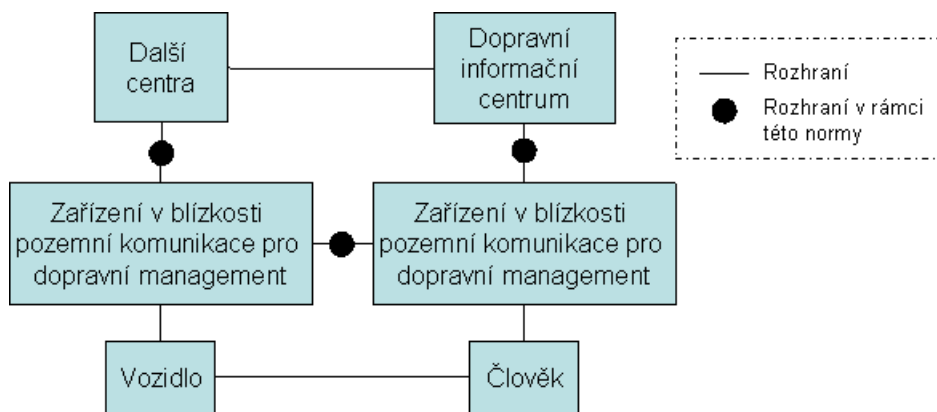 Další
centra
Dopravní
informační
centrum
Rozhraní
Rozhraní v rámci
této normy
Zařízení v blízkosti
pozemní komunikace pro
dopravní management
Zařízení v blízkosti
pozemní komunikace pro
dopravní management
Vozidlo
Člověk